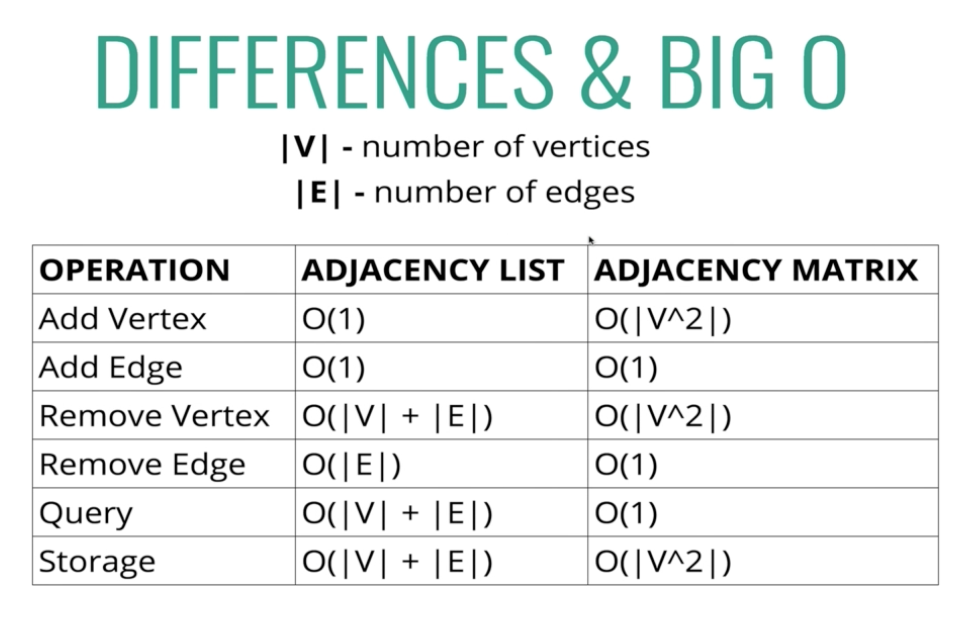 DIFFERENCES & BIG O
|V| - number of vertices
|E| - number of edges
OPERATION ADJACENCY LIST ADJACENCY MATRIX
Add Vertex O(1) O(|V^2|)
Add Edge O(1) O(1)
Remove Vertex O(|V| + |E|) O(|V^2|)
Remove Edge O(|E|) O(1)
Query O(|V| + |E|) O(1)
Storage O(|V| + |E|) O(|V^2|)